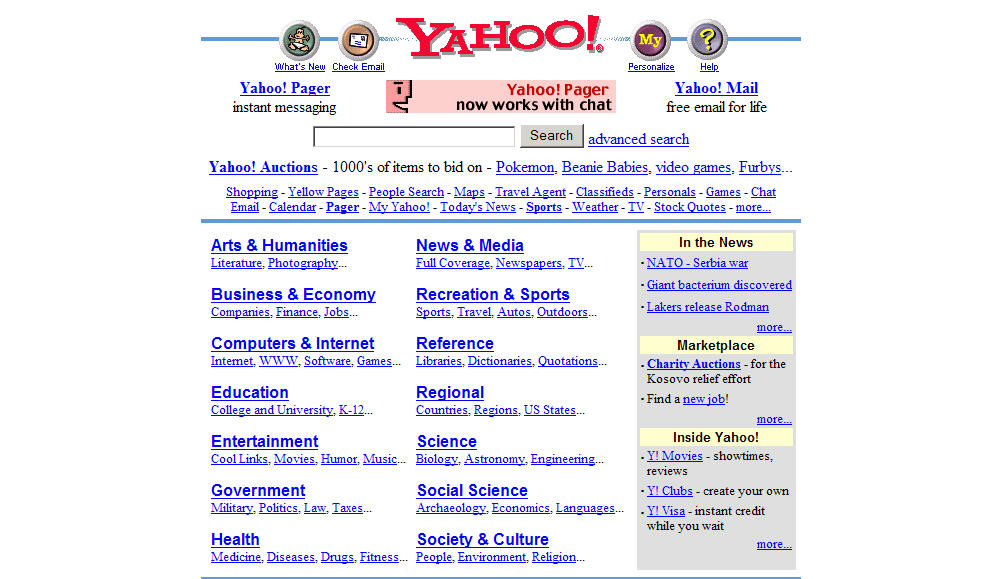 YAHOO!
What's New Check Email Personalize Help
My
?
Yahoo! Pager
instant messaging
Yahoo! Pager
now works with chat
Yahoo! Mail
free email for life
Search advanced search
Yahoo! Auctions - 1000's of items to bid on - Pokemon, Beanie Babies, video games, Furbys...
Shopping - Yellow Pages - People Search - Maps - Travel Agent - Classifieds - Personals - Games - Chat
Email - Calendar - Pager - My Yahoo! - Today's News - Sports - Weather - TV - Stock Quotes - more...
Arts & Humanities
Literature, Photography...
Business & Economy
Companies, Finance, Jobs...
Computers & Internet
Internet, WWW, Software, Games...
Education
College and University, K-12...
Entertainment
Cool Links, Movies, Humor, Music...
Government
Military, Politics, Law, Taxes...
Health
Medicine, Diseases, Drugs, Fitness...
News & Media
Full Coverage, Newspapers, TV...
Recreation & Sports
Sports, Travel, Autos, Outdoors...
Reference
Libraries, Dictionaries, Quotations...
Regional
Countries, Regions, US States...
Science
Biology, Astronomy, Engineering...
Social Science
Archaeology, Economics, Languages...
Society & Culture
People, Environment, Religion...
In the News
· NATO - Serbia war
· Giant bacterium discovered
· Lakers release Rodman
more...
Marketplace
· Charity Auctions - for the
Kosovo relief effort
· Find a new job!
more...
Inside Yahoo!
· Y! Movies - showtimes,
reviews
· Y! Clubs - create your own
· Y! Visa - instant credit
while you wait
more...